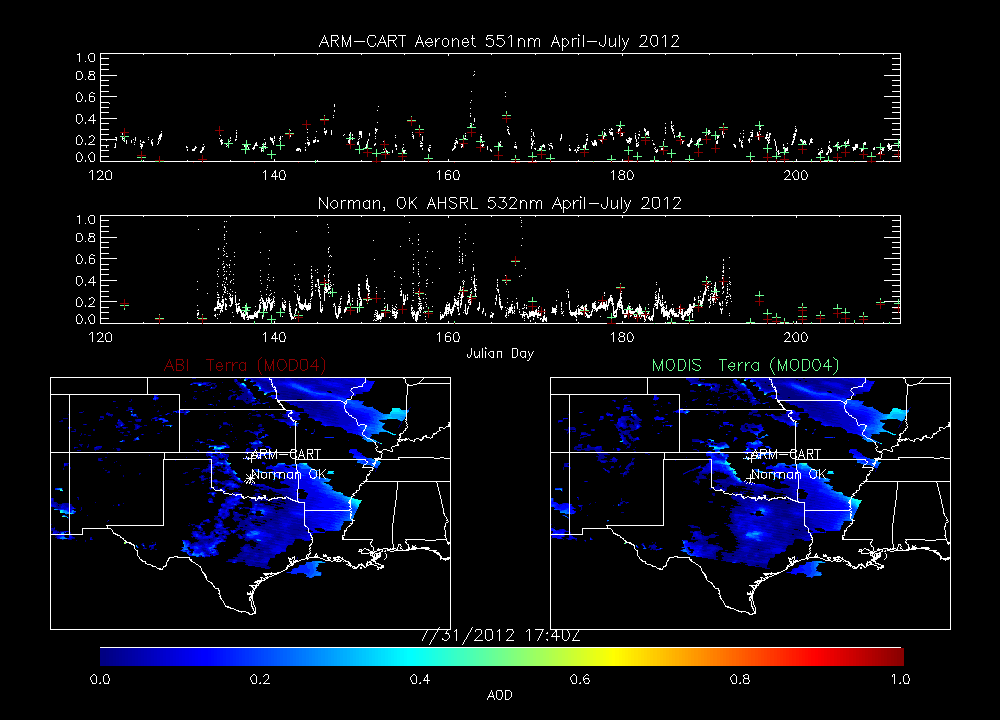 ARM-CART Aeronet 551nm April-July 2012
1.0
0.8
0.6
0.4
0.2
0.0
120 140 160 180 200
Norman, OK AHSRL 532nm April-July 2012
1.0
0.8
0.6
0.4
0.2
0.0
120 140 160 180 200
Julian Day
ABI Terra (MOD04) MODIS Terra (MOD04)
ARM-CART ARM-CART
Norman OK Norman OK
7/31/2012 17:40Z
0.0 0.2 0.4 0.6 0.8 1.0
AOD